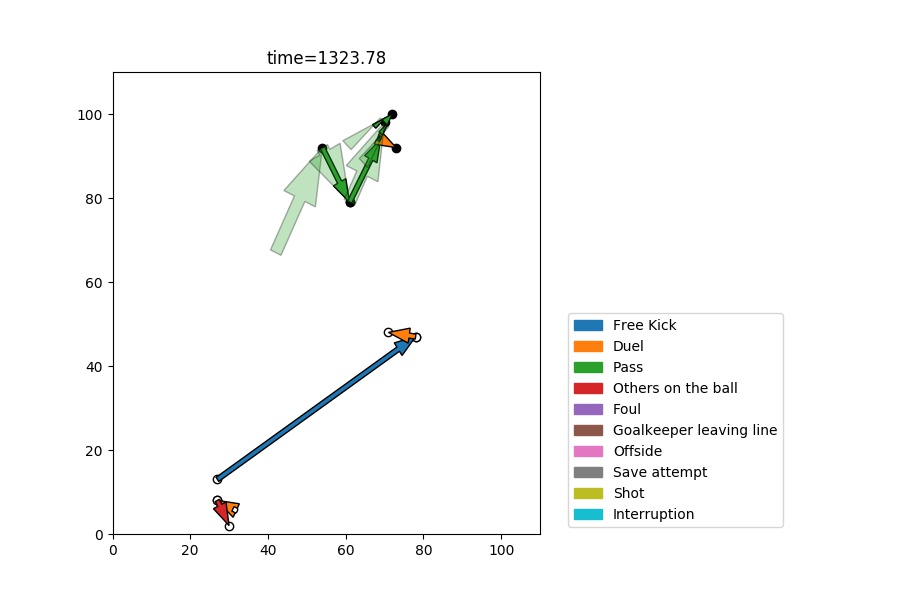 time=1323.78
100
80
60
40
20
0
0 20 40 60 80 100
Free Kick
Duel
Pass
Others on the ball
Foul
Goalkeeper leaving line
Offside
Save attempt
Shot
Interruption